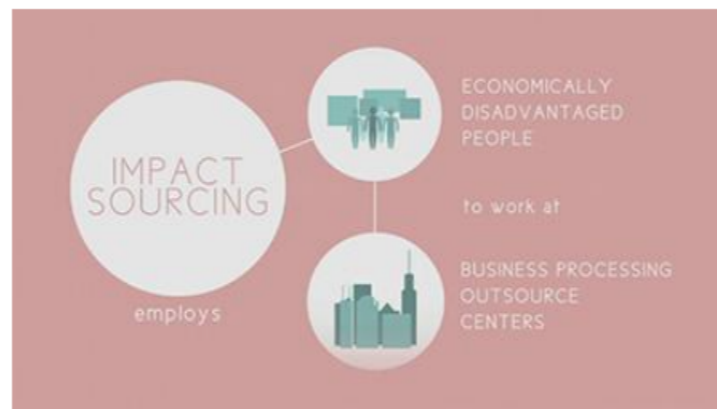 IMPACT
SOURCING
employs
ECONOMICALLY
DISADVANTAGED
PEOPLE
to work at
BUSINESS PROCESSING
OUTSOURCE
CENTERS